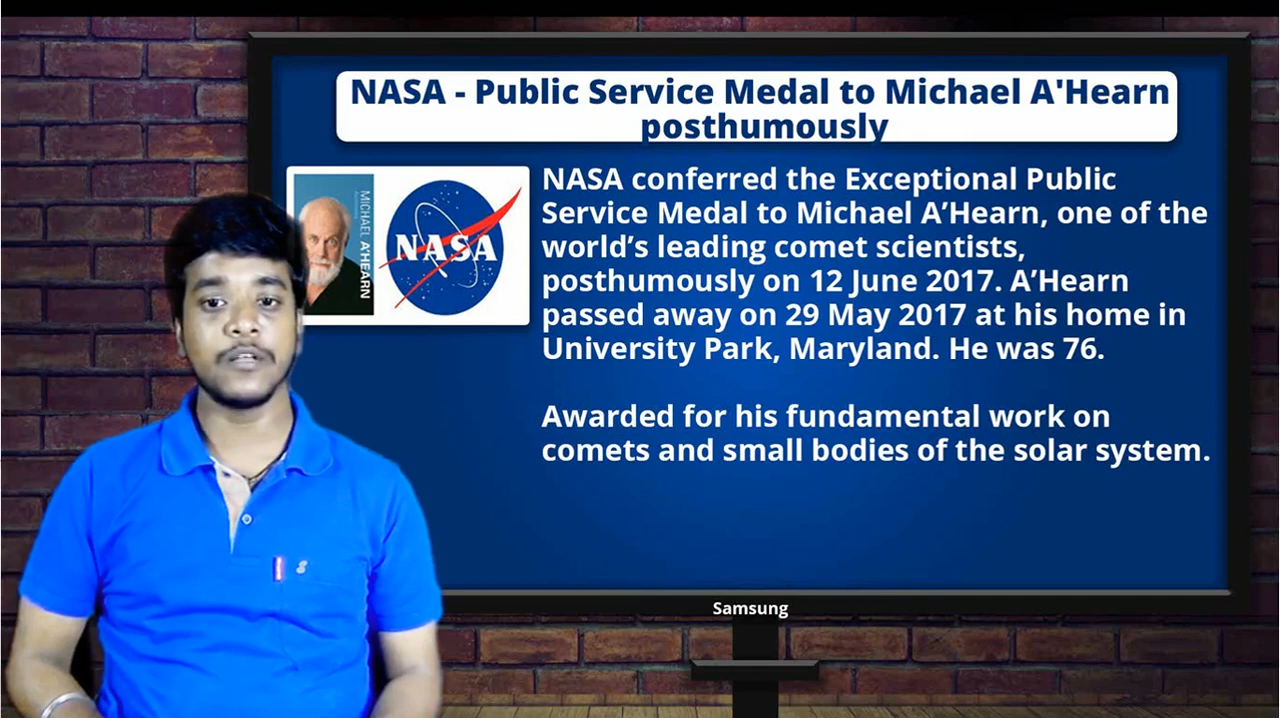 NASA - Public Service Medal to Michael A'Hearn
posthumously
MICHAEL A'HEARN
NASA
NASA conferred the Exceptional Public
Service Medal to Michael A’Hearn, one of the
world’s leading comet scientists,
posthumously on 12 June 2017. A’Hearn
passed away on 29 May 2017 at his home in
University Park, Maryland. He was 76.
Awarded for his fundamental work on
comets and small bodies of the solar system.
Samsung